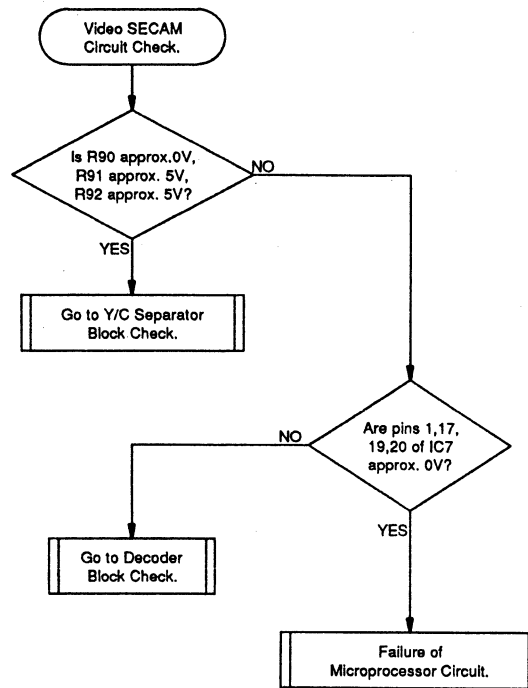 Video SECAM
Circuit Check.
Is R90 approx.0V,
R91 approx. 5V,
R92 approx. 5V?
NO
YES
Go to Y/C Separator
Block Check.
Are pins 1,17,
19,20 of IC7
approx. 0V?
NO
YES
Go to Decoder
Block Check.
Failure of
Microprocessor Circuit.